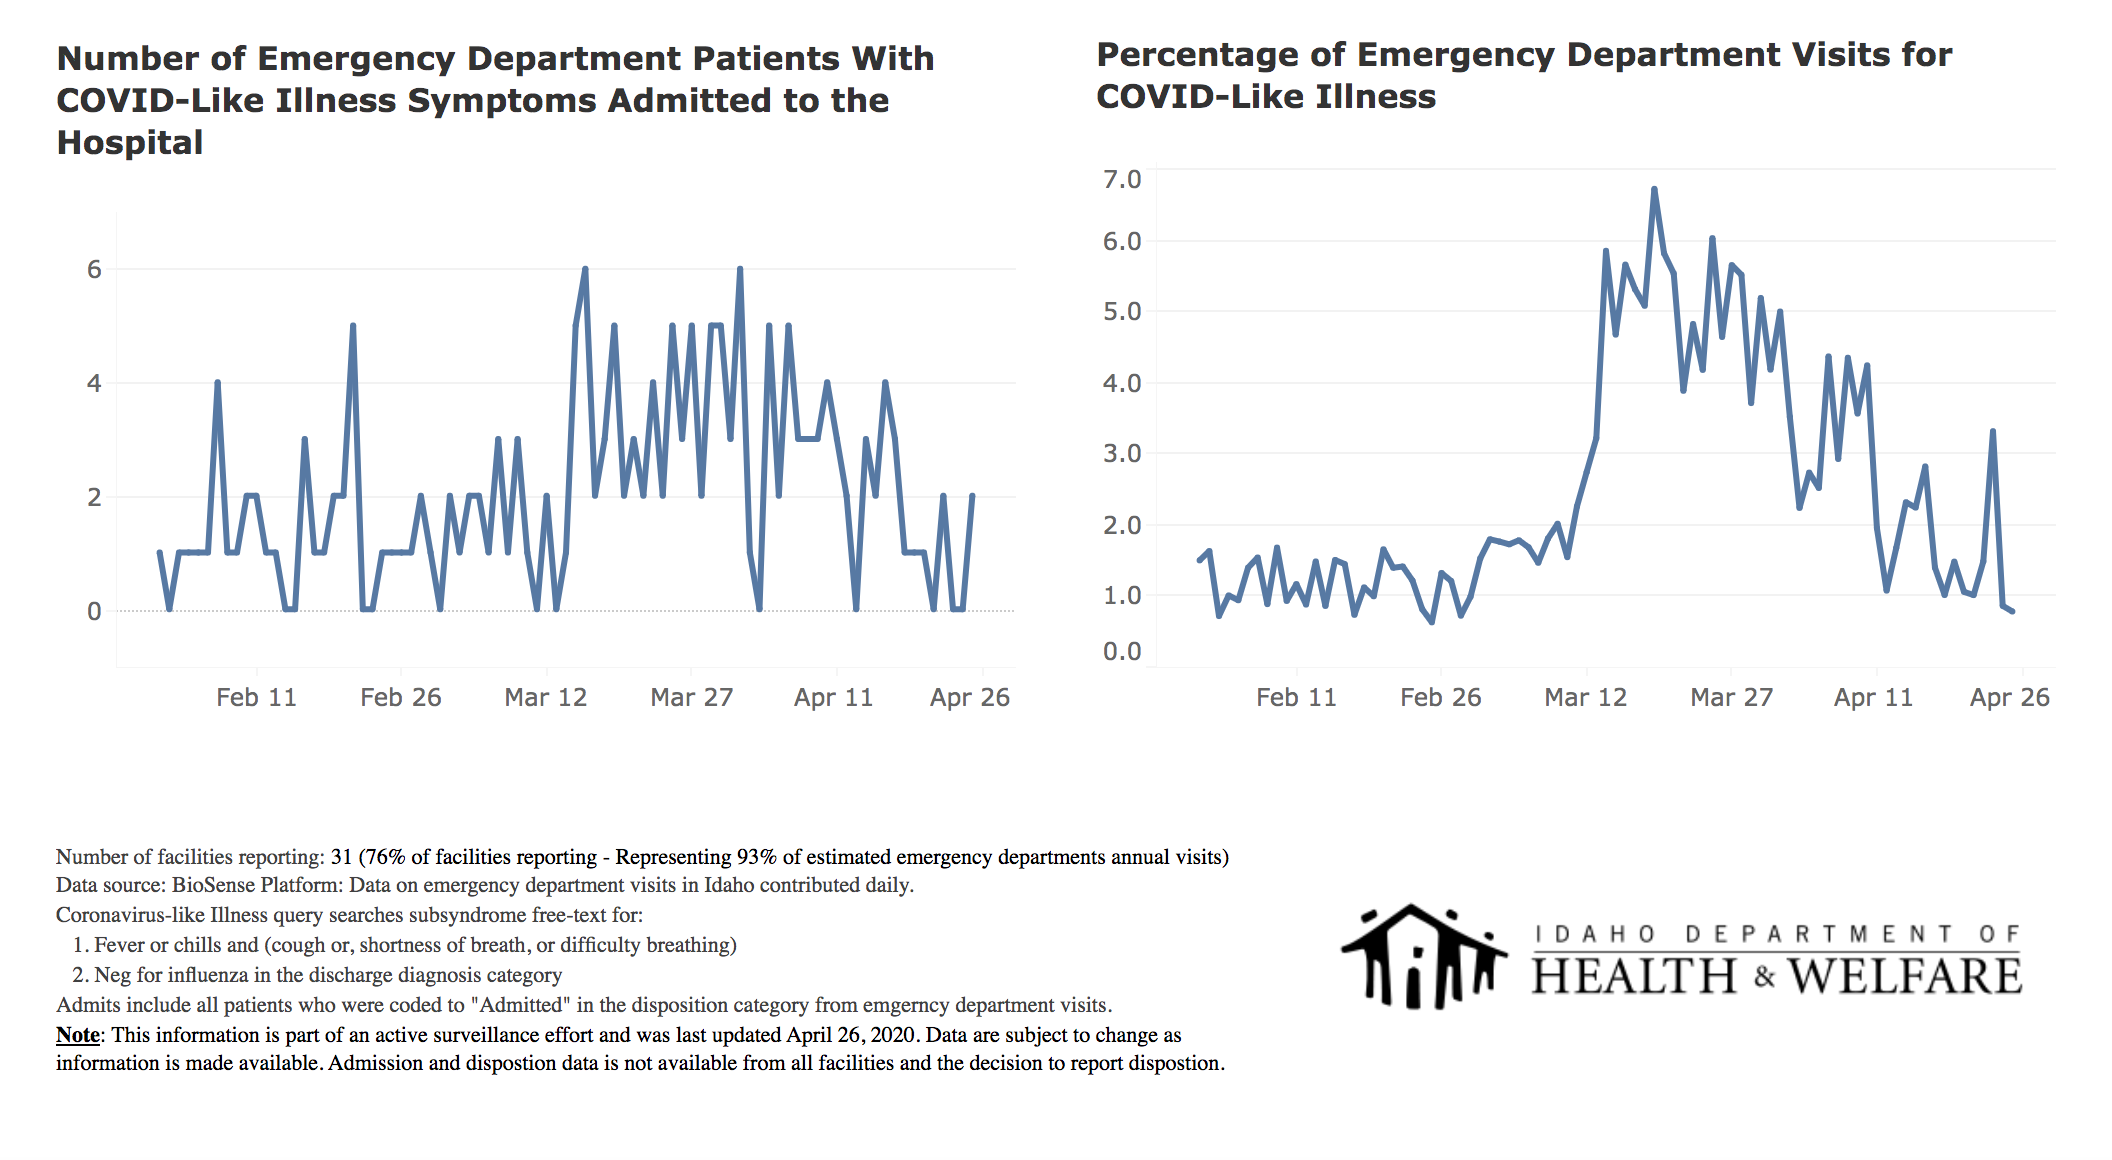 Number of Emergency Department Patients With
COVID-Like Illness Symptoms Admitted to the
Hospital
6
4
2
0
Feb 11
Feb 26
Mar 12
Mar 27
Apr 11
Apr 26
Percentage of Emergency Department Visits for
COVID-Like Illness
7.0
6.0
5.0
4.0
3.0
2.0
1.0
0.0
Feb 11
Feb 26
Mar 12
Mar 27
Apr 11
Apr 26
Number of facilities reporting: 31 (76% of facilities reporting - Representing 93% of estimated emergency departments annual visits)
Data source: BioSense Platform: Data on emergency department visits in Idaho contributed daily.
Coronavirus-like Illness query searches subsyndrome free-text for:
1. Fever or chills and (cough or, shortness of breath, or difficulty breathing)
2. Neg for influenza in the discharge diagnosis category
Admits include all patients who were coded to "Admitted" in the disposition category from emgerncy department visits.
Note: This information is part of an active surveillance effort and was last updated April 26, 2020. Data are subject to change as
information is made available. Admission and dispostion data is not available from all facilities and the decision to report dispostion.
IDAHO DEPARTMENT OF
HEALTH & WELFARE